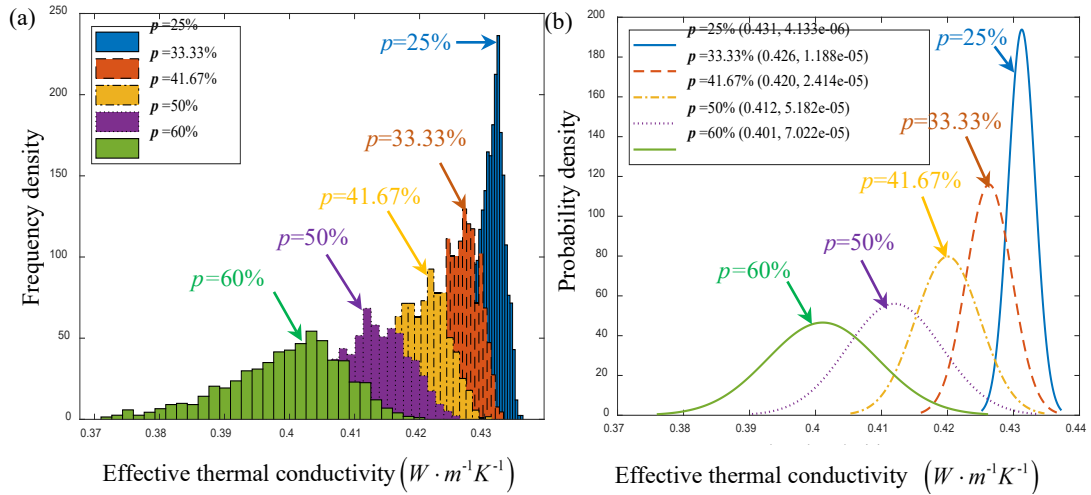 (a)
250
200
150
100
50
0
Frequency density
p=25%
p=33.33%
p=41.67%
p=50%
p=60%
p=25%
p=33.33%
p=41.67%
p=50%
p=60%
0.37 0.38 0.39 0.4 0.41 0.42 0.43
Effective thermal conductivity (W · m⁻¹K⁻¹)
(b)
200
180
160
140
120
100
80
60
40
20
0
Probability density
p=25% (0.431, 4.133e-06)
p=33.33% (0.426, 1.188e-05)
p=41.67% (0.420, 2.414e-05)
p=50% (0.412, 5.182e-05)
p=60% (0.401, 7.022e-05)
p=25%
p=33.33%
p=41.67%
p=50%
p=60%
0.37 0.38 0.39 0.4 0.41 0.42 0.43 0.44
Effective thermal conductivity (W · m⁻¹K⁻¹)